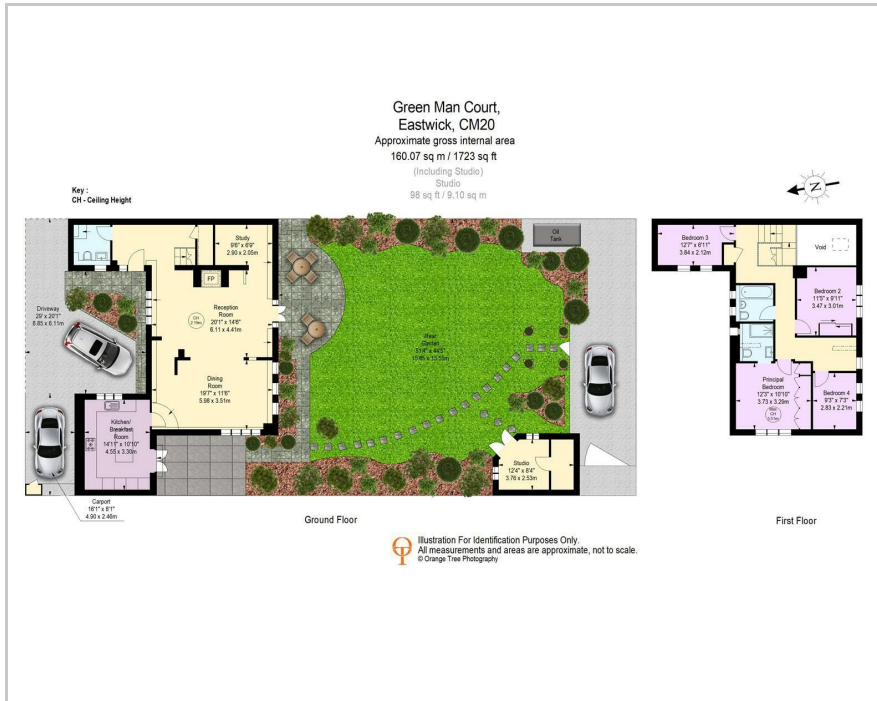 Green Man Court,
Eastwick, CM20
Approximate gross internal area
160.07 sq m / 1723 sq ft
(Including Studio)
Studio
98 sq ft / 9.10 sq m
Key :
CH - Ceiling Height
N
Study
9'6" x 6'9"
2.90 x 2.05m
FP
Reception
Room
20'1" x 14'6"
6.11 x 4.41m
CH
Driveway
29' x 20'1"
8.85 x 6.11m
Dining
Room
19'7" x 11'6"
5.98 x 3.51m
Kitchen/
Breakfast
Room
14'11" x 10'10"
4.55 x 3.30m
Carport
16'1" x 8'1"
4.90 x 2.46m
Garden
Oil
Tank
Studio
12'4" x 8'4"
3.76 x 2.53m
Ground Floor
Bedroom 3
12'7" x 6'11"
3.84 x 2.12m
Void
Bedroom 2
11'5" x 9'11"
3.47 x 3.01m
Principal
Bedroom
12'3" x 10'10"
3.73 x 3.29m
CH
Bedroom 4
9'3" x 7'3"
2.83 x 2.21m
First Floor
Illustration For Identification Purposes Only.
All measurements and areas are approximate, not to scale.
© Orange Tree Photography